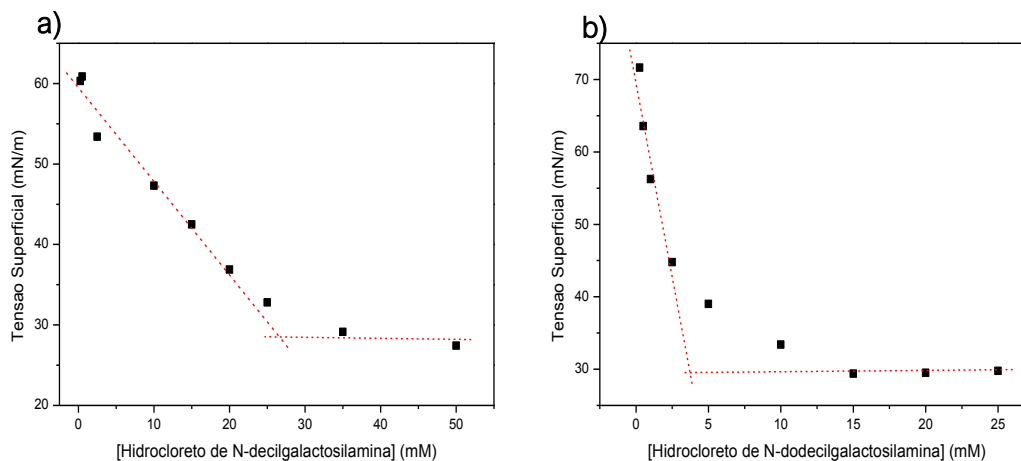 a)
60
50
40
30
20
Tensao Superficial (mN/m)
0 10 20 30 40 50
[Hidrocloreto de N-decilgalactosilamina] (mM)
b)
70
60
50
40
30
Tensao Superficial (mN/m)
0 5 10 15 20 25
[Hidrocloreto de N-dodecilgalactosilamina] (mM)